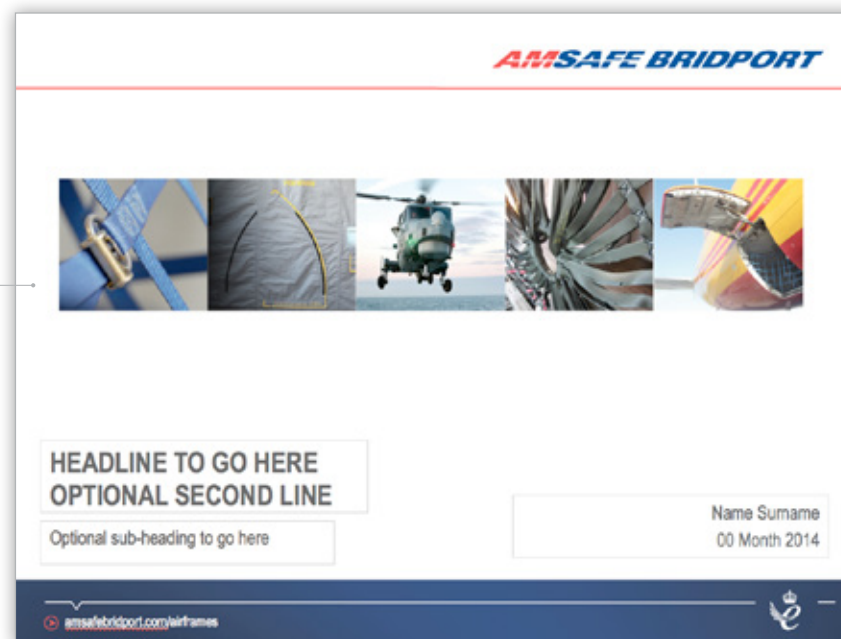 AMSAFE BRIDPORT
HEADLINE TO GO HERE
OPTIONAL SECOND LINE
Optional sub-heading to go here
Name Surname
00 Month 2014
amsafebridport.com/airframes